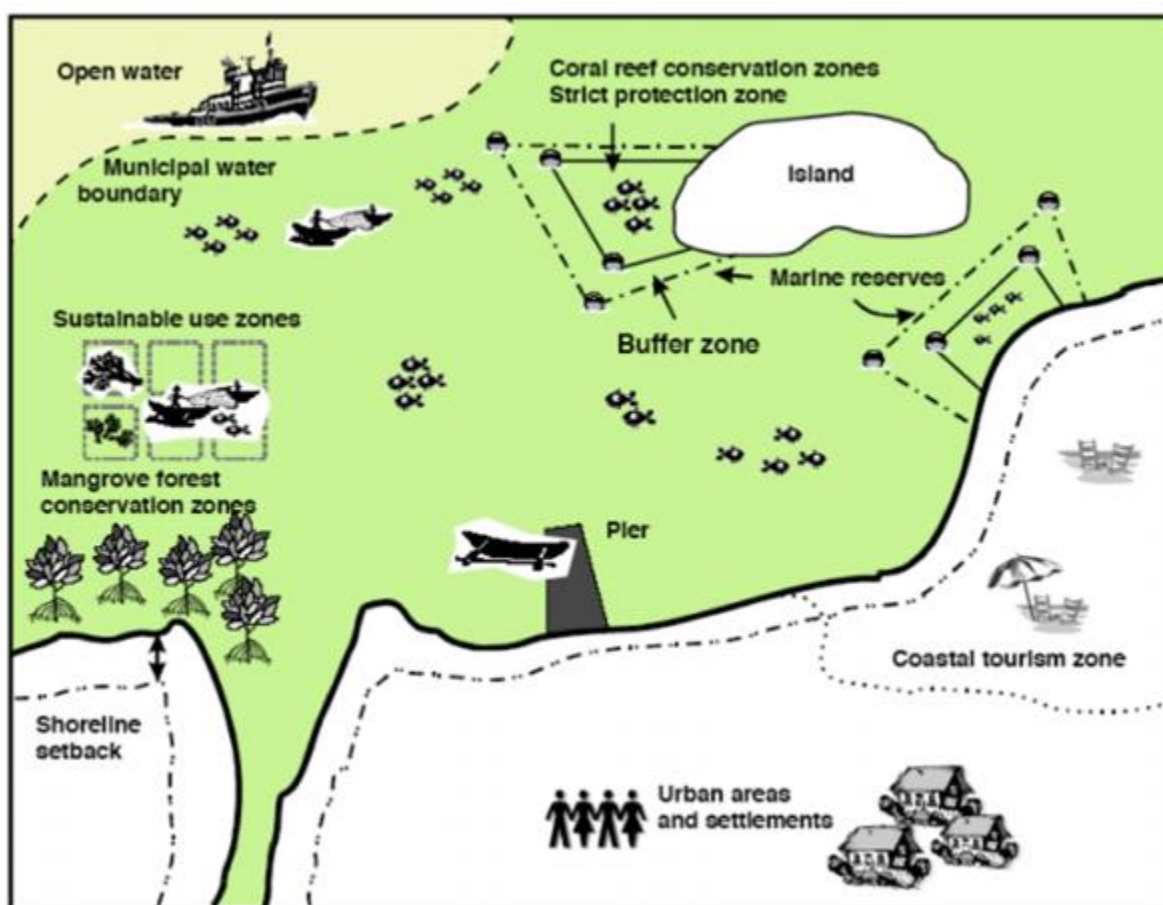 Open water
Coral reef conservation zones
Strict protection zone
Municipal water
boundary
Island
Marine reserves
Sustainable use zones
Buffer zone
Mangrove forest
conservation zones
Pier
Coastal tourism zone
Shoreline
setback
Urban areas
and settlements